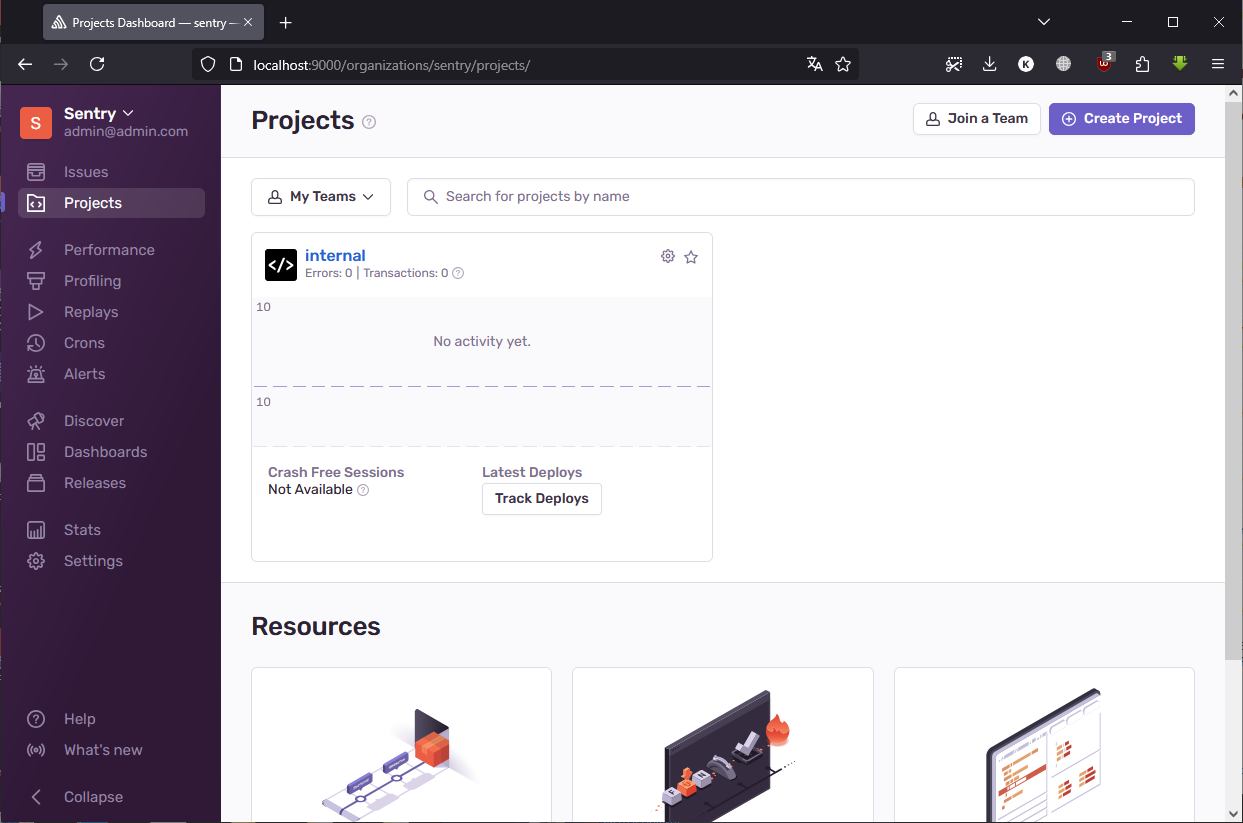 Projects Dashboard — sentry —
localhost:9000/organizations/sentry/projects/
K
3
S
Sentry
admin@admin.com
Issues
Projects
Performance
Profiling
Replays
Crons
Alerts
Discover
Dashboards
Releases
Stats
Settings
Help
What's new
Collapse
Projects
Join a Team
Create Project
My Teams
Search for projects by name
</>
internal
Errors: 0 | Transactions: 0
10
No activity yet.
10
Crash Free Sessions
Not Available
Latest Deploys
Track Deploys
Resources